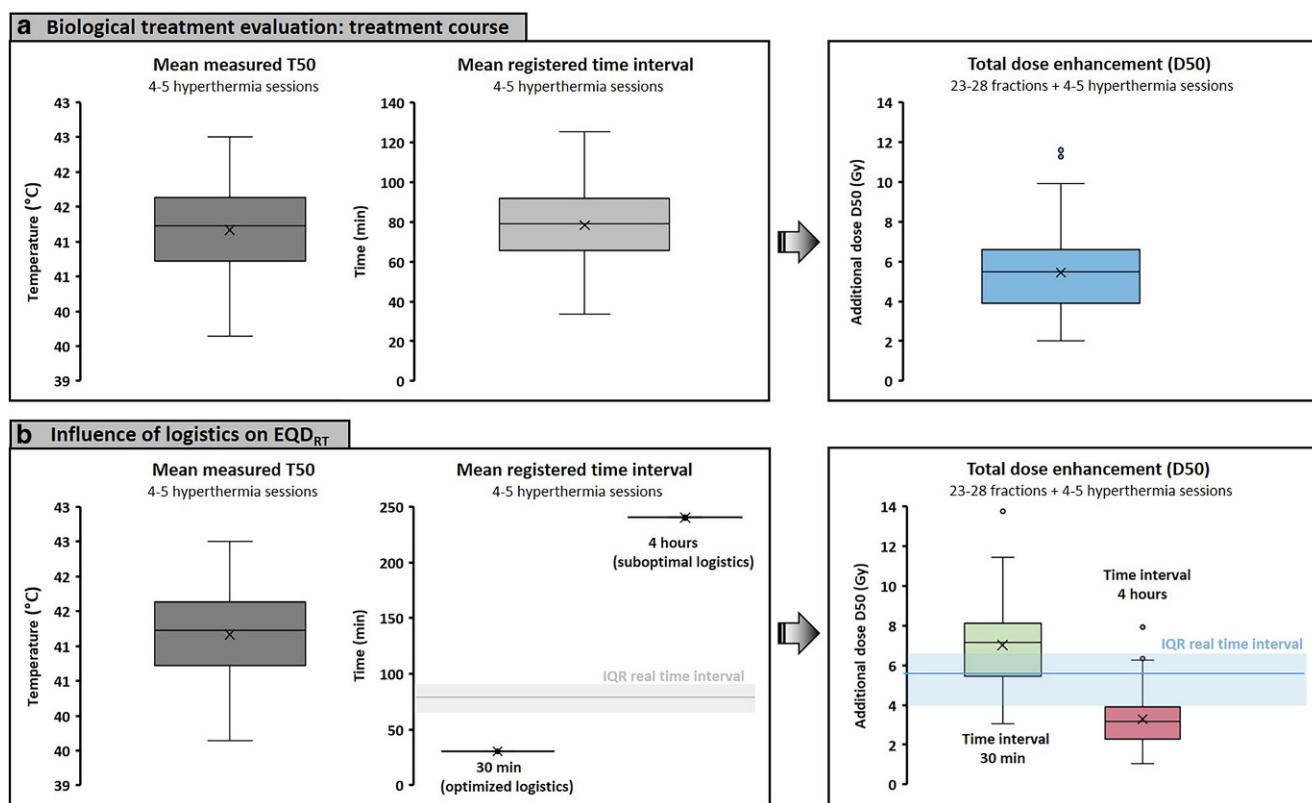 a Biological treatment evaluation: treatment course
Mean measured T50
4-5 hyperthermia sessions
Temperature (°C)
43
43
42
42
41
41
40
40
39
Mean registered time interval
4-5 hyperthermia sessions
Time (min)
140
120
100
80
60
40
20
0
Total dose enhancement (D50)
23-28 fractions + 4-5 hyperthermia sessions
Additional dose D50 (Gy)
14
12
10
8
6
4
2
0
b Influence of logistics on EQD_RT
Mean measured T50
4-5 hyperthermia sessions
Temperature (°C)
43
43
42
42
41
41
40
40
39
Mean registered time interval
4-5 hyperthermia sessions
Time (min)
250
200
150
100
50
0
4 hours
(suboptimal logistics)
IQR real time interval
30 min
(optimized logistics)
Total dose enhancement (D50)
23-28 fractions + 4-5 hyperthermia sessions
Additional dose D50 (Gy)
14
12
10
8
6
4
2
0
Time interval
4 hours
IQR real time interval
Time interval
30 min